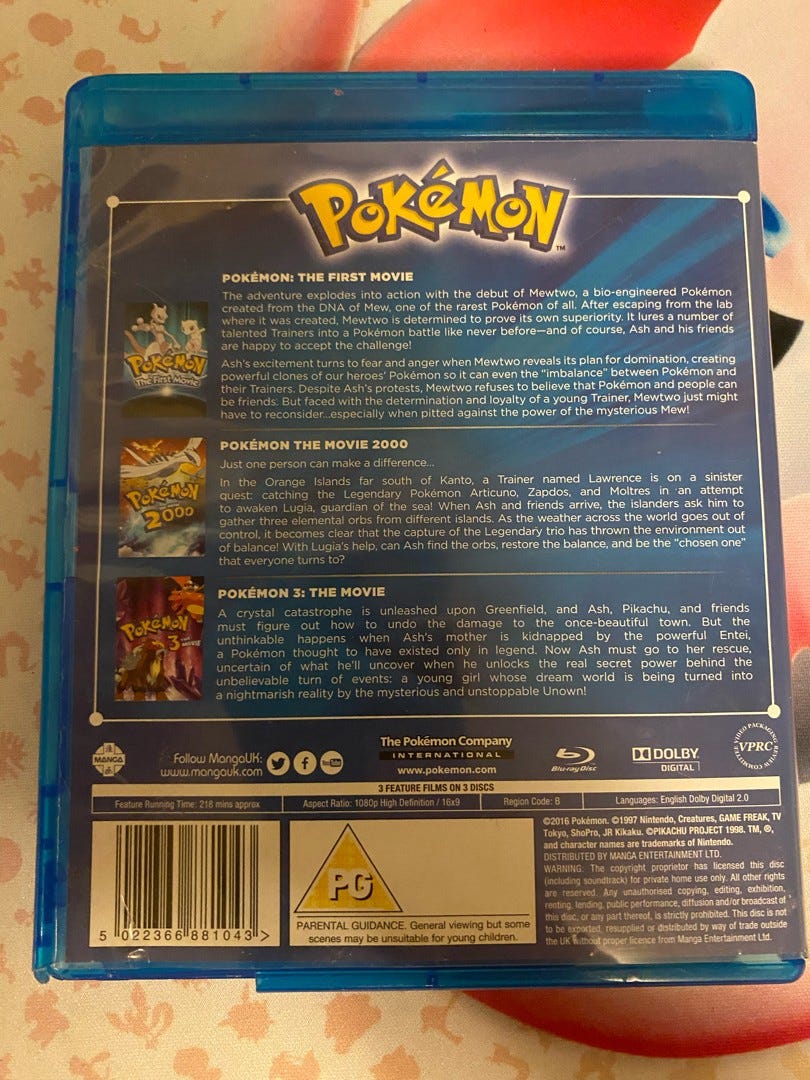 POKéMON
™
POKÉMON: THE FIRST MOVIE
The adventure explodes into action with the debut of Mewtwo, a bio-engineered Pokémon
created from the DNA of Mew, one of the rarest Pokémon of all. After escaping from the lab
where it was created, Mewtwo is determined to prove its own superiority. It lures a number of
talented Trainers into a Pokémon battle like never before—and of course, Ash and his friends
are happy to accept the challenge!
Ash's excitement turns to fear and anger when Mewtwo reveals its plan for domination, creating
powerful clones of our heroes' Pokémon so it can even the "imbalance" between Pokémon and
their Trainers. Despite Ash's protests, Mewtwo refuses to believe that Pokémon and people can
be friends. But faced with the determination and loyalty of a young Trainer, Mewtwo just might
have to reconsider...especially when pitted against the power of the mysterious Mew!
POKéMON
The First Movie
POKÉMON THE MOVIE 2000
Just one person can make a difference...
In the Orange Islands far south of Kanto, a Trainer named Lawrence is on a sinister
quest: catching the Legendary Pokémon Articuno, Zapdos, and Moltres in an attempt
to awaken Lugia, guardian of the sea! When Ash and friends arrive, the islanders ask him to
gather three elemental orbs from different islands. As the weather across the world goes out of
control, it becomes clear that the capture of the Legendary trio has thrown the environment out
of balance! With Lugia's help, can Ash find the orbs, restore the balance, and be the "chosen one"
that everyone turns to?
POKéMON
2000
POKÉMON 3: THE MOVIE
A crystal catastrophe is unleashed upon Greenfield, and Ash, Pikachu, and friends
must figure out how to undo the damage to the once-beautiful town. But the
unthinkable happens when Ash's mother is kidnapped by the powerful Entei,
a Pokémon thought to have existed only in legend. Now Ash must go to her rescue,
uncertain of what he'll uncover when he unlocks the real secret power behind the
unbelievable turn of events: a young girl whose dream world is being turned into
a nightmarish reality by the mysterious and unstoppable Unown!
POKéMON
3 THE MOVIE
MANGA
Follow MangaUK:
www.mangauk.com
You Tube
The Pokémon Company
INTERNATIONAL
www.pokemon.com
Blu-ray Disc
DOLBY
DIGITAL
VIDEO PACKAGING REVIEW COMMITTEE
VPRC
3 FEATURE FILMS ON 3 DISCS
Feature Running Time: 218 mins approx
Aspect Ratio: 1080p High Definition / 16x9
Region Code: B
Languages: English Dolby Digital 2.0
5 022366 881043 >
PG
PARENTAL GUIDANCE. General viewing but some
scenes may be unsuitable for young children.
©2016 Pokémon. ©1997 Nintendo, Creatures, GAME FREAK, TV
Tokyo, ShoPro, JR Kikaku. ©PIKACHU PROJECT 1998. TM, ®,
and character names are trademarks of Nintendo.
DISTRIBUTED BY MANGA ENTERTAINMENT LTD.
WARNING: The copyright proprietor has licensed this disc
(including soundtrack) for private home use only. All other rights
are reserved. Any unauthorised copying, editing, exhibition,
renting, lending, public performance, diffusion and/or broadcast of
this disc, or any part thereof, is strictly prohibited. This disc is not
to be exported, resupplied or distributed by way of trade outside
the UK without proper licence from Manga Entertainment Ltd.